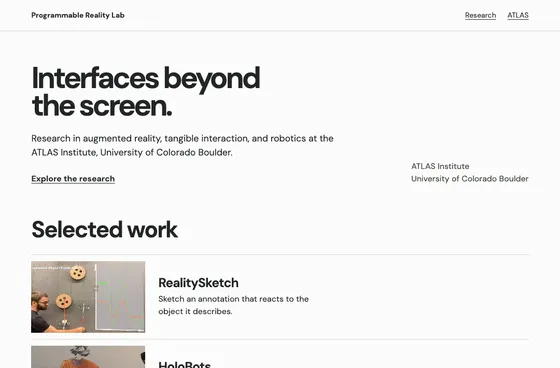 Programmable Reality Lab
Research
ATLAS
Interfaces beyond
the screen.
Research in augmented reality, tangible interaction, and robotics at the
ATLAS Institute, University of Colorado Boulder.
Explore the research
ATLAS Institute
University of Colorado Boulder
Selected work
RealitySketch
Sketch an annotation that reacts to the
object it describes.
HoloBots